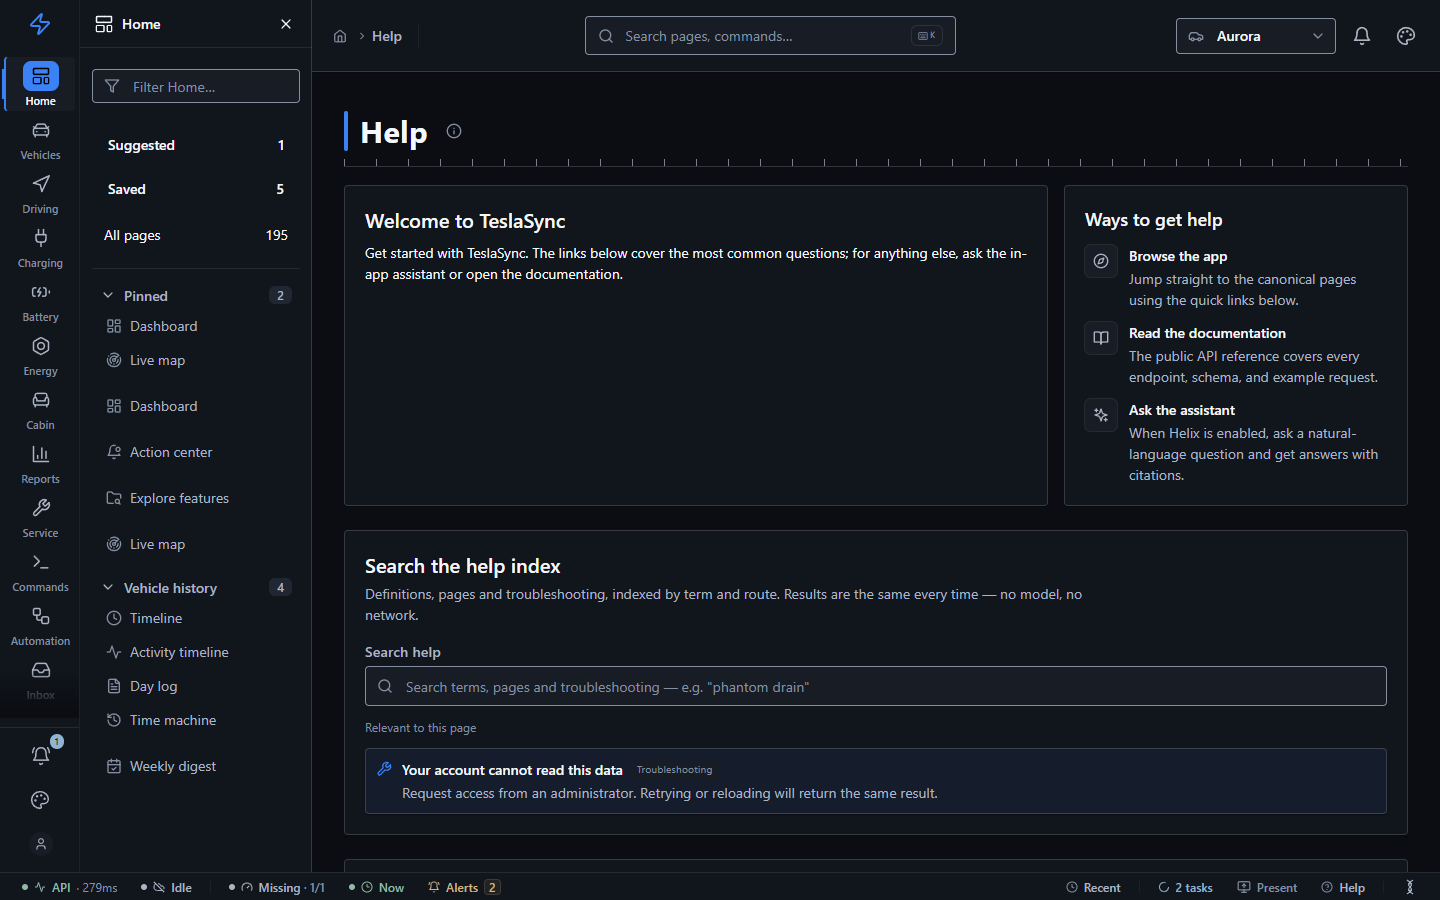 Home
Vehicles
Driving
Charging
Battery
Energy
Cabin
Reports
Service
Commands
Automation
Inbox
1
Home
Filter Home...
Suggested 1
Saved 5
All pages 195
Pinned 2
Dashboard
Live map
Dashboard
Action center
Explore features
Live map
Vehicle history 4
Timeline
Activity timeline
Day log
Time machine
Weekly digest
Help
Search pages, commands... K
Aurora
Help
Welcome to TeslaSync
Get started with TeslaSync. The links below cover the most common questions; for anything else, ask the in-
app assistant or open the documentation.
Ways to get help
Browse the app
Jump straight to the canonical pages
using the quick links below.
Read the documentation
The public API reference covers every
endpoint, schema, and example request.
Ask the assistant
When Helix is enabled, ask a natural-
language question and get answers with
citations.
Search the help index
Definitions, pages and troubleshooting, indexed by term and route. Results are the same every time — no model, no
network.
Search help
Search terms, pages and troubleshooting — e.g. "phantom drain"
Relevant to this page
Your account cannot read this data Troubleshooting
Request access from an administrator. Retrying or reloading will return the same result.
API · 279ms
Idle
Missing · 1/1
Now
Alerts 2
Recent
2 tasks
Present
Help